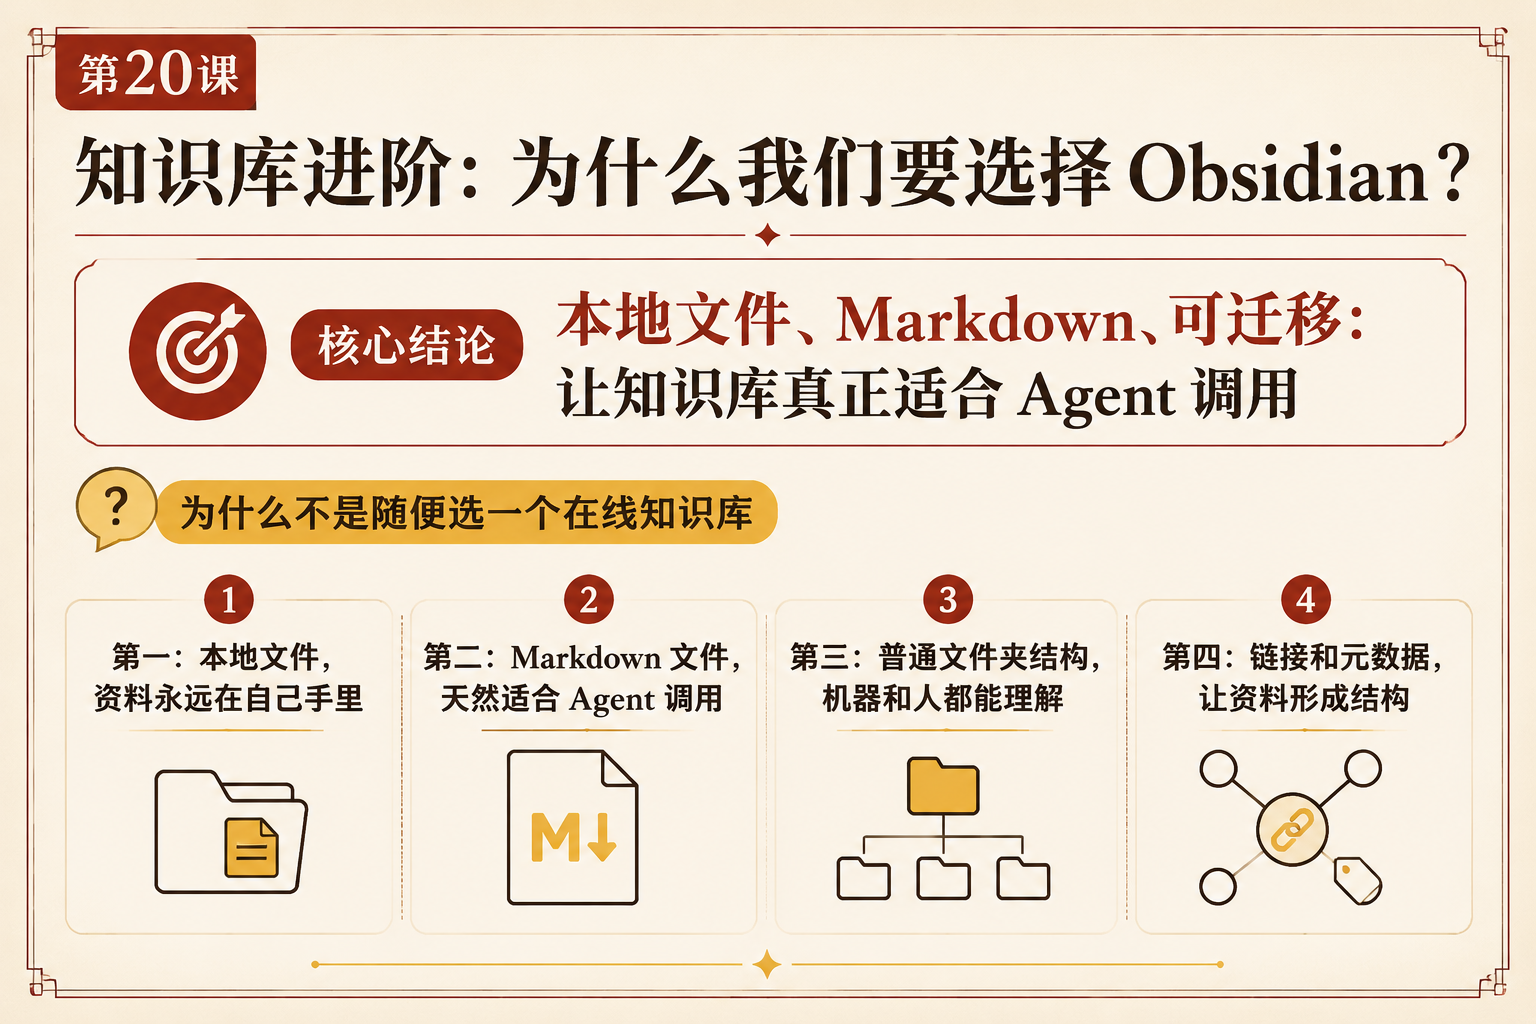 第20课
知识库进阶：为什么我们要选择 Obsidian？
核心结论
本地文件、Markdown、可迁移：
让知识库真正适合 Agent 调用
?
为什么不是随便选一个在线知识库
1
第一：本地文件，
资料永远在自己手里
2
第二：Markdown 文件，
天然适合 Agent 调用
M↓
3
第三：普通文件夹结构，
机器和人都能理解
4
第四：链接和元数据，
让资料形成结构